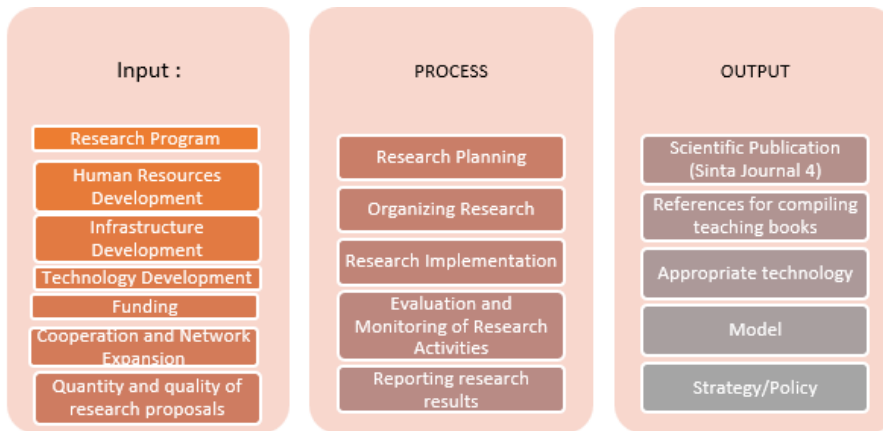 Input :
Research Program
Human Resources
Development
Infrastructure
Development
Technology Development
Funding
Cooperation and Network
Expansion
Quantity and quality of
research proposals
PROCESS
Research Planning
Organizing Research
Research Implementation
Evaluation and
Monitoring of Research
Activities
Reporting research
results
OUTPUT
Scientific Publication
(Sinta Journal 4)
References for compiling
teaching books
Appropriate technology
Model
Strategy/Policy